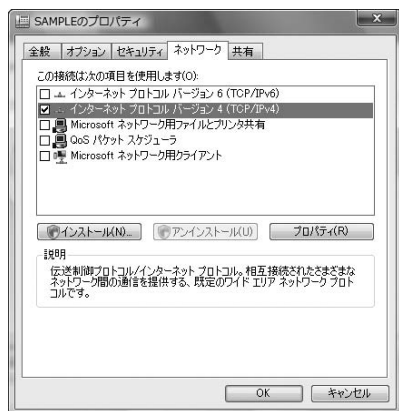 SAMPLEのプロパティ
全般 オプション セキュリティ ネットワーク 共有
この接続は次の項目を使用します(O):
インターネット プロトコル バージョン 6 (TCP/IPv6)
インターネット プロトコル バージョン 4 (TCP/IPv4)
Microsoft ネットワーク用ファイルとプリンタ共有
QoS パケット スケジューラ
Microsoft ネットワーク用クライアント
インストール(N)... アンインストール(U) プロパティ(R)
説明
伝送制御プロトコル/インターネット プロトコル。相互接続されたさまざまな
ネットワーク間の通信を提供する、既定のワイド エリア ネットワーク プロト
コルです。
OK キャンセル